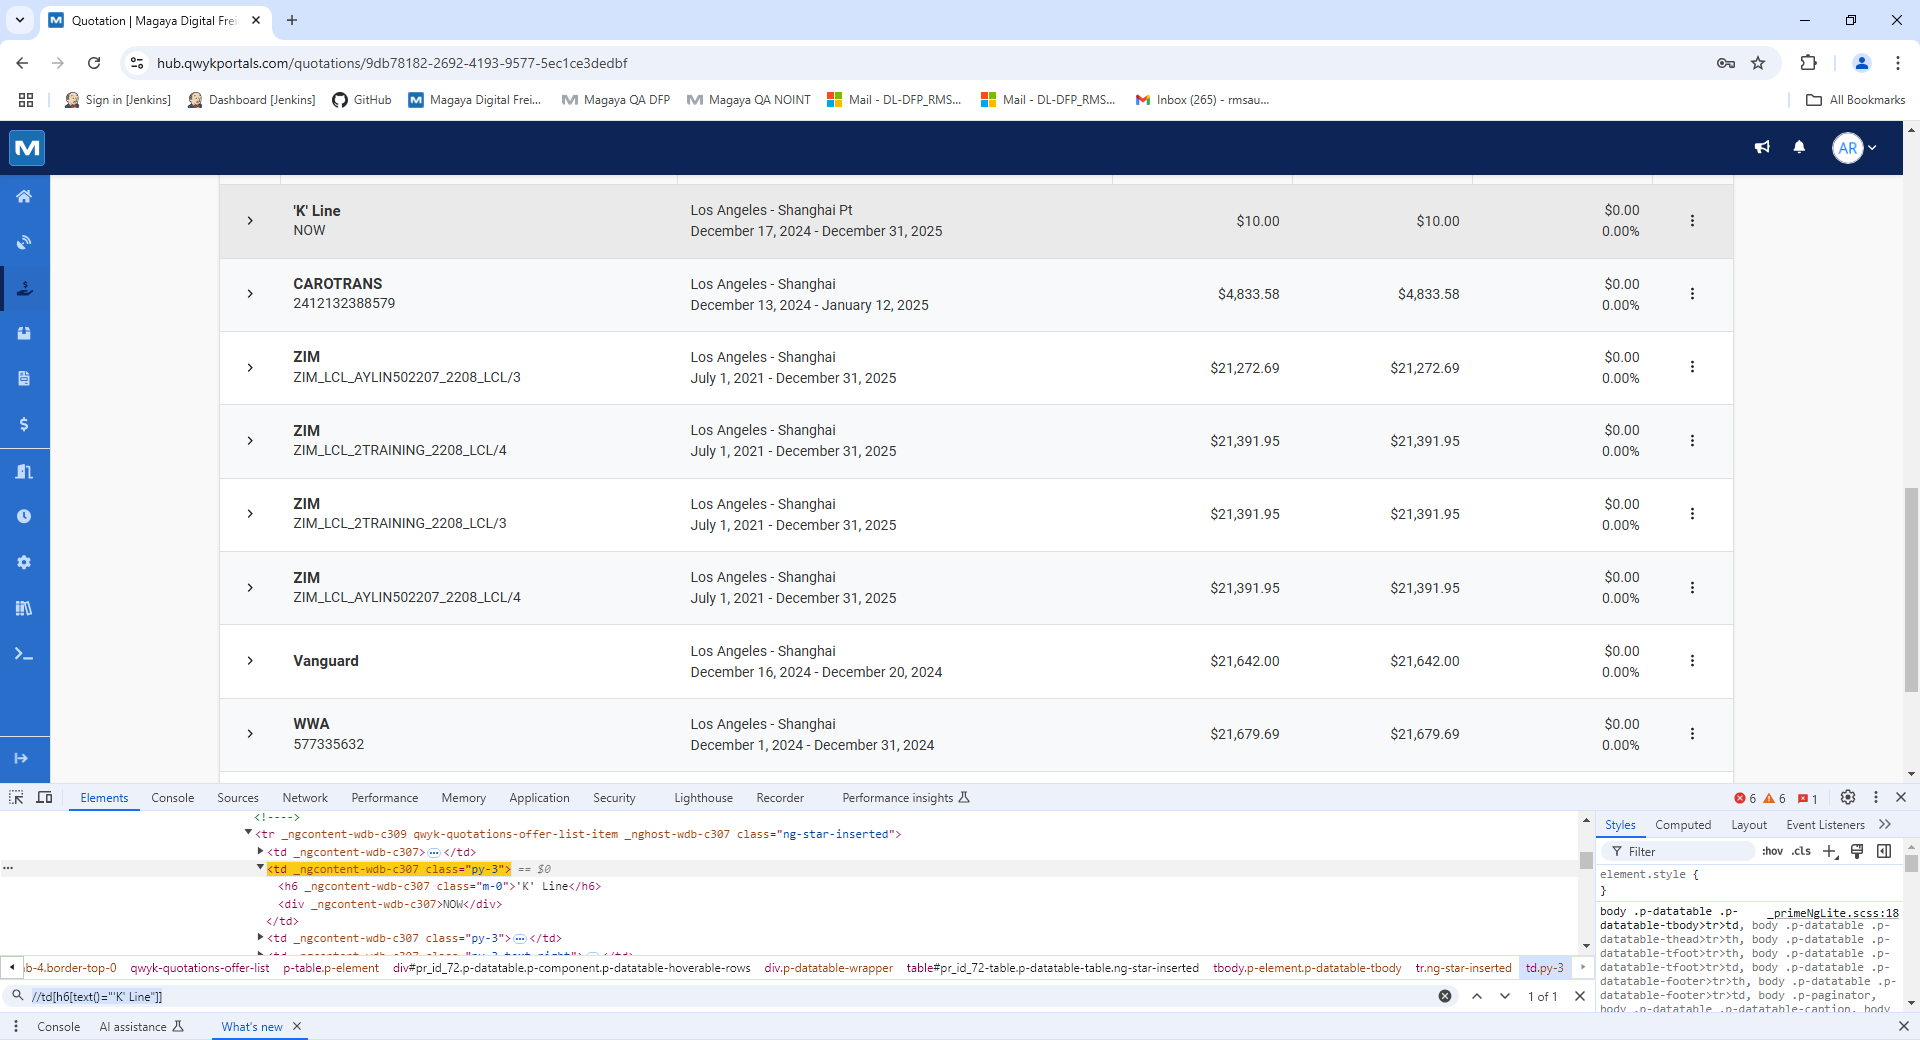 Quotation | Magaya Digital Frei
hub.qwykportals.com/quotations/9db78182-2692-4193-9577-5ec1ce3dedbf
Sign in [Jenkins]
Dashboard [Jenkins]
GitHub
Magaya Digital Frei...
Magaya QA DFP
Magaya QA NOINT
Mail - DL-DFP_RMS...
Mail - DL-DFP_RMS...
Inbox (265) - rmsau...
All Bookmarks
AR
'K' Line
NOW
Los Angeles - Shanghai Pt
December 17, 2024 - December 31, 2025
$10.00
$10.00
$0.00
0.00%
CAROTRANS
2412132388579
Los Angeles - Shanghai
December 13, 2024 - January 12, 2025
$4,833.58
$4,833.58
$0.00
0.00%
ZIM
ZIM_LCL_AYLIN502207_2208_LCL/3
Los Angeles - Shanghai
July 1, 2021 - December 31, 2025
$21,272.69
$21,272.69
$0.00
0.00%
ZIM
ZIM_LCL_2TRAINING_2208_LCL/4
Los Angeles - Shanghai
July 1, 2021 - December 31, 2025
$21,391.95
$21,391.95
$0.00
0.00%
ZIM
ZIM_LCL_2TRAINING_2208_LCL/3
Los Angeles - Shanghai
July 1, 2021 - December 31, 2025
$21,391.95
$21,391.95
$0.00
0.00%
ZIM
ZIM_LCL_AYLIN502207_2208_LCL/4
Los Angeles - Shanghai
July 1, 2021 - December 31, 2025
$21,391.95
$21,391.95
$0.00
0.00%
Vanguard
Los Angeles - Shanghai
December 16, 2024 - December 20, 2024
$21,642.00
$21,642.00
$0.00
0.00%
WWA
577335632
Los Angeles - Shanghai
December 1, 2024 - December 31, 2024
$21,679.69
$21,679.69
$0.00
0.00%
Elements
Console
Sources
Network
Performance
Memory
Application
Security
Lighthouse
Recorder
Performance insights
6
6
1
<!---->
<tr _ngcontent-wdb-c309 qwyk-quotations-offer-list-item _nghost-wdb-c307 class="ng-star-inserted">
<td _ngcontent-wdb-c307>…</td>
<td _ngcontent-wdb-c307 class="py-3"> == $0
<h6 _ngcontent-wdb-c307 class="m-0">'K' Line</h6>
<div _ngcontent-wdb-c307>NOW</div>
</td>
<td _ngcontent-wdb-c307 class="py-3">…</td>
<td _ngcontent-wdb-c307 class="py-3 text-right">…</td>
ab-4.border-top-0
qwyk-quotations-offer-list
p-table.p-element
div#pr_id_72.p-datatable.p-component.p-datatable-hoverable-rows
div.p-datatable-wrapper
table#pr_id_72-table.p-datatable-table.ng-star-inserted
tbody.p-element.p-datatable-tbody
tr.ng-star-inserted
td.py-3
//td[h6[text()="'K' Line"]]
1 of 1
Styles
Computed
Layout
Event Listeners
Filter
:hov
.cls
element.style {
}
_primeNgLite.scss:18
body .p-datatable .p-
datatable-tbody>tr>td, body .p-datatable .p-
datatable-thead>tr>th, body .p-datatable .p-
datatable-tfoot>tr>th, body .p-datatable .p-
datatable-tfoot>tr>td, body .p-datatable .p-
datatable-footer>tr>th, body .p-datatable .p-
datatable-footer>tr>td, body .p-paginator,
body .p-datatable .p-datatable-caption, body
Console
AI assistance
What's new